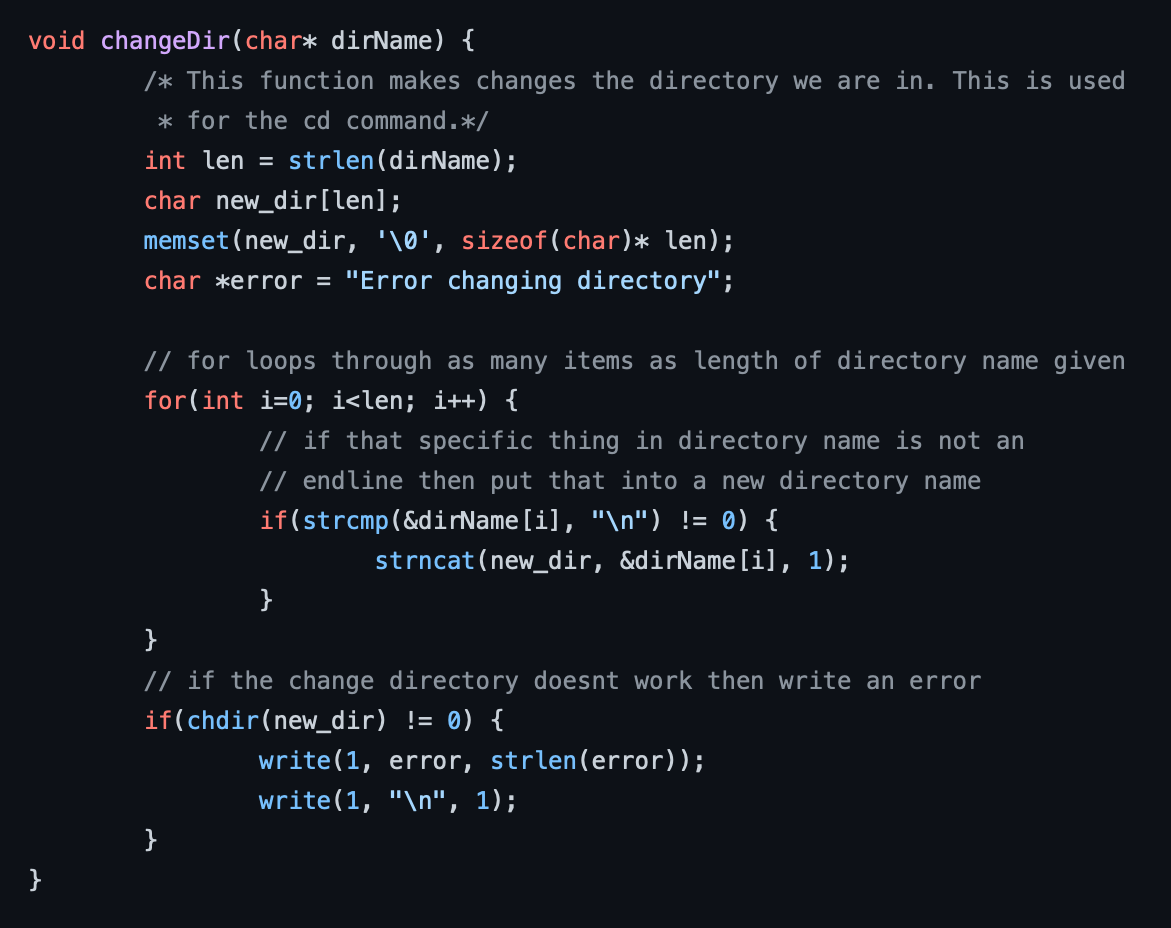 void changeDir(char* dirName) {
        /* This function makes changes the directory we are in. This is used
         * for the cd command.*/
        int len = strlen(dirName);
        char new_dir[len];
        memset(new_dir, '\0', sizeof(char)* len);
        char *error = "Error changing directory";

        // for loops through as many items as length of directory name given
        for(int i=0; i<len; i++) {
                // if that specific thing in directory name is not an
                // endline then put that into a new directory name
                if(strcmp(&dirName[i], "\n") != 0) {
                        strncat(new_dir, &dirName[i], 1);
                }
        }
        // if the change directory doesnt work then write an error
        if(chdir(new_dir) != 0) {
                write(1, error, strlen(error));
                write(1, "\n", 1);
        }
}